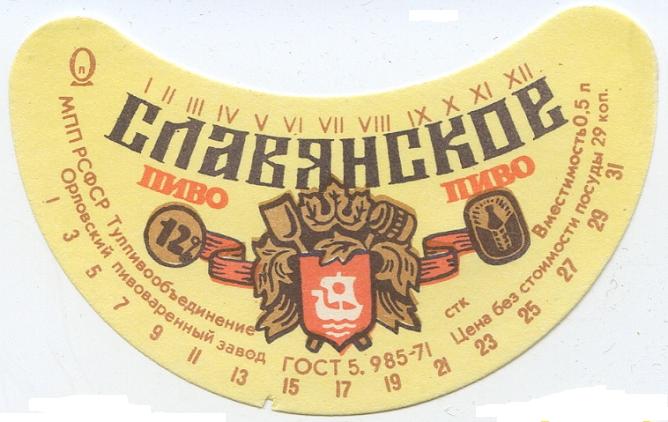 п
I II III IV V VI VII VIII IX X XI XII
СЛАВЯНСКОЕ
ПИВО
ПИВО
12°
МПП РСФСР Тулпивообъединение
Орловский пивоваренный завод
ГОСТ 5. 985-71
стк
Вместимость 0,5 л
Цена без стоимости посуды 29 коп.
1 3 5 7 9 11 13 15 17 19 21 23 25 27 29 31